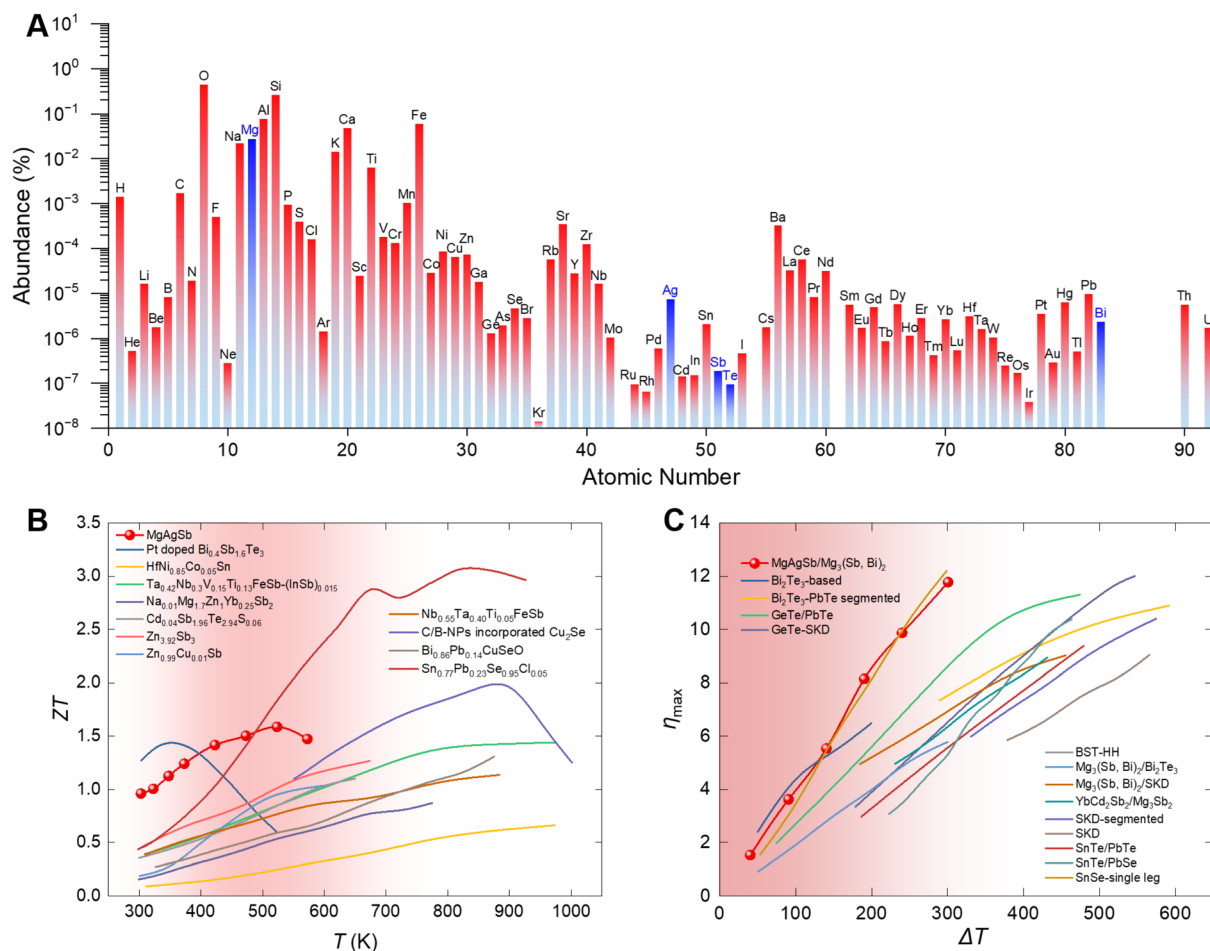 A
Abundance (%)
10⁻¹
10⁰
10⁻¹
10⁻²
10⁻³
10⁻⁴
10⁻⁵
10⁻⁶
10⁻⁷
10⁻⁸
H He Li Be B C N O F Ne Na Mg Al Si P S Cl Ar K Ca Sc Ti V Cr Mn Fe Co Ni Cu Zn Ga Ge As Se Br Kr Rb Sr Y Zr Nb Mo Ru Rh Pd Ag Cd In Sn Sb Te I Cs Ba La Ce Pr Nd Sm Eu Gd Tb Dy Ho Er Tm Yb Lu Hf Ta W Re Os Ir Pt Au Hg Tl Pb Bi Th U
0 10 20 30 40 50 60 70 80 90
Atomic Number
B
ZT
3.5
3.0
2.5
2.0
1.5
1.0
0.5
0.0
MgAgSb
Pt doped Bi₀.₄Sb₁.₆Te₃
HfNi₀.₈₅Co₀.₀₅Sn
Ta₀.₄₂Nb₀.₃V₀.₁₅Ti₀.₁₃FeSb-(InSb)₀.₀₁₅
Na₀.₀₁Mg₁.₇Zn₁Yb₀.₂₅Sb₂
Cd₀.₀₄Sb₁.₉₆Te₂.₉₄S₀.₀₆
Zn₃.₉₂Sb₃
Zn₀.₉₉Cu₀.₀₁Sb
Nb₀.₅₅Ta₀.₄₀Ti₀.₀₅FeSb
C/B-NPs incorporated Cu₂Se
Bi₀.₈₆Pb₀.₁₄CuSeO
Sn₀.₇₇Pb₀.₂₃Se₀.₉₅Cl₀.₀₅
300 400 500 600 700 800 900 1000
T (K)
C
η_max
14
12
10
8
6
4
2
0
MgAgSb/Mg₃(Sb, Bi)₂
Bi₂Te₃-based
Bi₂Te₃-PbTe segmented
GeTe/PbTe
GeTe-SKD
BST-HH
Mg₃(Sb, Bi)₂/Bi₂Te₃
Mg₃(Sb, Bi)₂/SKD
YbCd₂Sb₂/Mg₃Sb₂
SKD-segmented
SKD
SnTe/PbTe
SnTe/PbSe
SnSe-single leg
0 100 200 300 400 500 600
ΔT